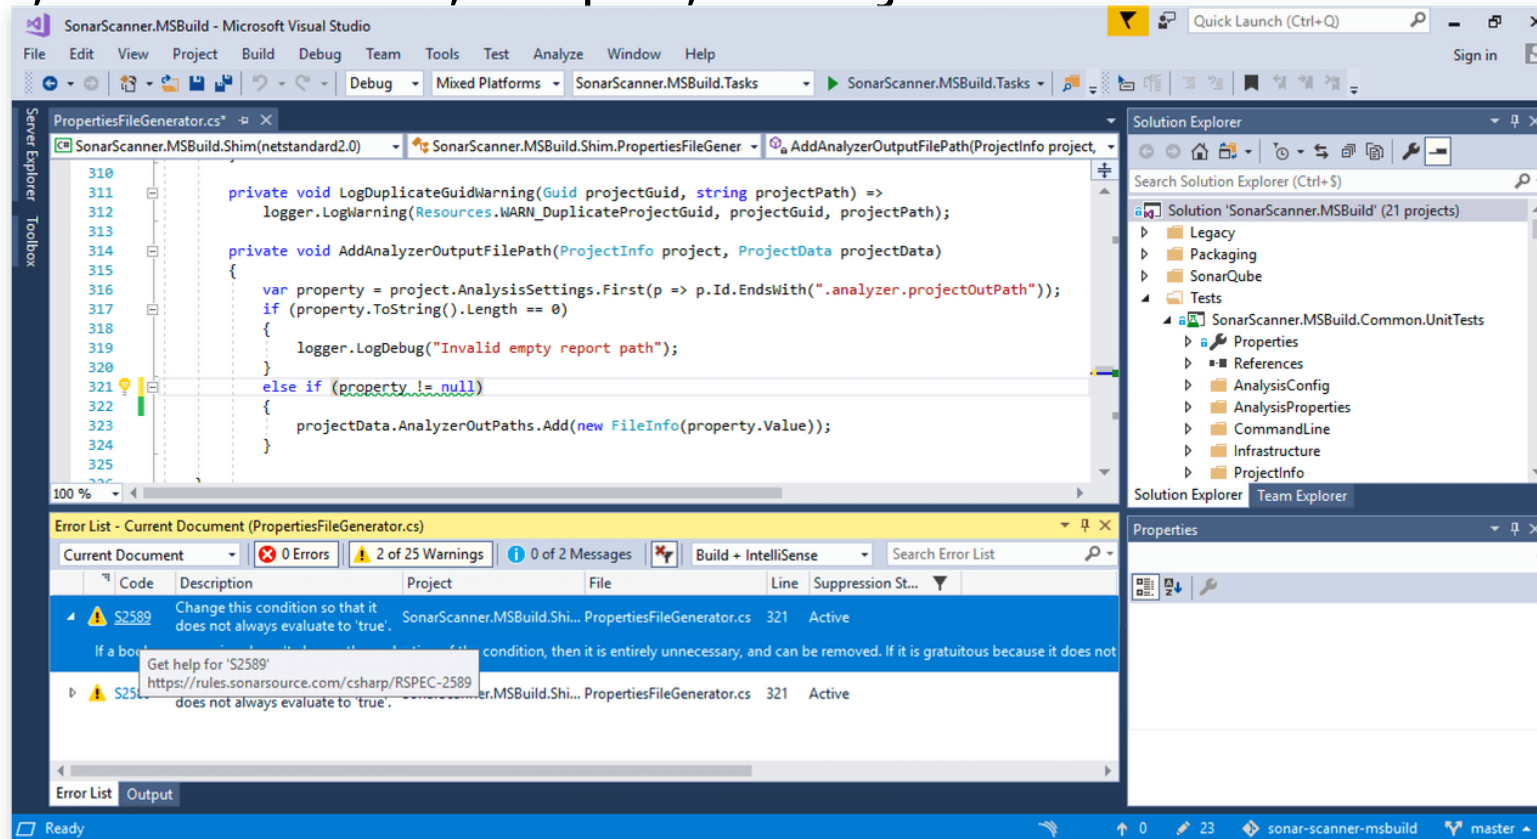 SonarScanner.MSBuild - Microsoft Visual Studio
Quick Launch (Ctrl+Q)
File Edit View Project Build Debug Team Tools Test Analyze Window Help
Sign in
Debug Mixed Platforms SonarScanner.MSBuild.Tasks SonarScanner.MSBuild.Tasks
Server Explorer
Toolbox
PropertiesFileGenerator.cs*
C# SonarScanner.MSBuild.Shim(netstandard2.0) SonarScanner.MSBuild.Shim.PropertiesFileGener AddAnalyzerOutputFilePath(ProjectInfo project,
310
311 private void LogDuplicateGuidWarning(Guid projectGuid, string projectPath) =>
312 logger.LogWarning(Resources.WARN_DuplicateProjectGuid, projectGuid, projectPath);
313
314 private void AddAnalyzerOutputFilePath(ProjectInfo project, ProjectData projectData)
315 {
316 var property = project.AnalysisSettings.First(p => p.Id.EndsWith(".analyzer.projectOutPath"));
317 if (property.ToString().Length == 0)
318 {
319 logger.LogDebug("Invalid empty report path");
320 }
321 else if (property != null)
322 {
323 projectData.AnalyzerOutPaths.Add(new FileInfo(property.Value));
324 }
325
100 %
Solution Explorer
Search Solution Explorer (Ctrl+$)
Solution 'SonarScanner.MSBuild' (21 projects)
Legacy
Packaging
SonarQube
Tests
SonarScanner.MSBuild.Common.UnitTests
Properties
References
AnalysisConfig
AnalysisProperties
CommandLine
Infrastructure
ProjectInfo
Solution Explorer Team Explorer
Error List - Current Document (PropertiesFileGenerator.cs)
Current Document 0 Errors 2 of 25 Warnings 0 of 2 Messages Build + IntelliSense Search Error List
Code Description Project File Line Suppression St...
S2589 Change this condition so that it does not always evaluate to 'true'. SonarScanner.MSBuild.Shi... PropertiesFileGenerator.cs 321 Active
If a condition, then it is entirely unnecessary, and can be removed. If it is gratuitous because it does not
Get help for 'S2589'
https://rules.sonarsource.com/csharp/RSPEC-2589
MSBuild.Shi... PropertiesFileGenerator.cs 321 Active
does not always evaluate to 'true'.
Error List Output
Properties
Ready
0 23 sonar-scanner-msbuild master